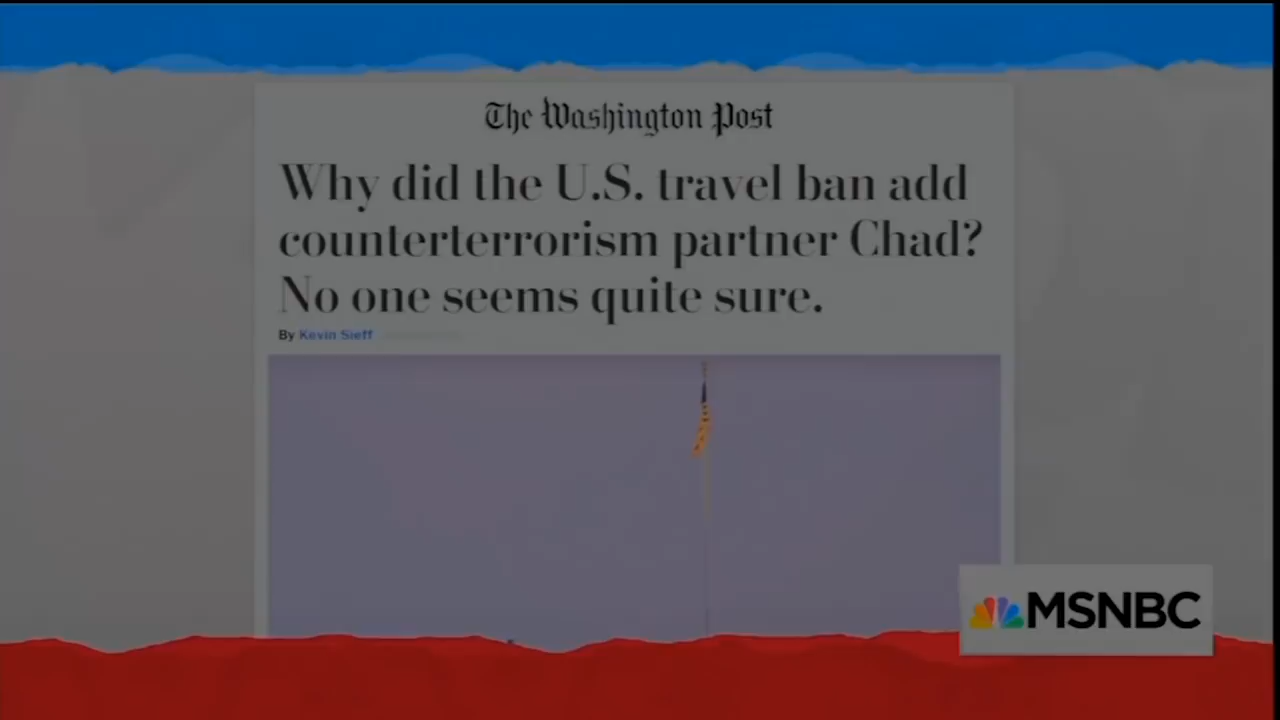 The Washington Post
Why did the U.S. travel ban add
counterterrorism partner Chad?
No one seems quite sure.
By Kevin Sieff
MSNBC